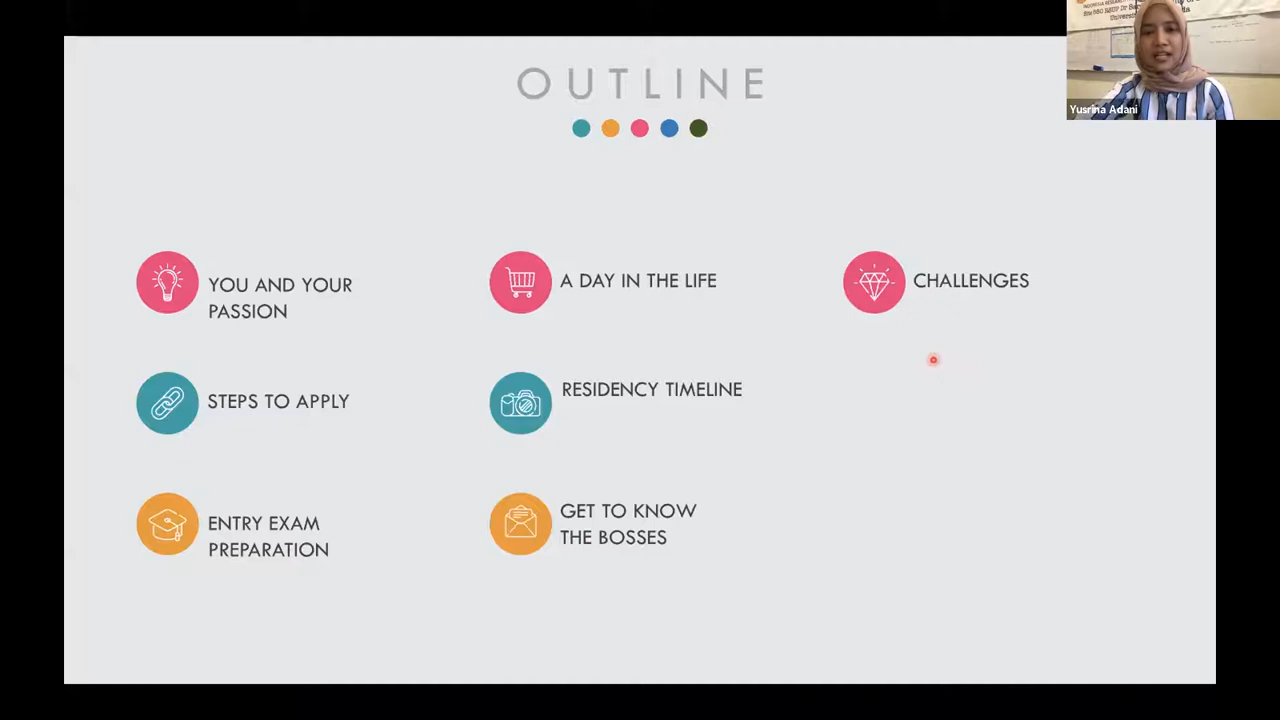 OUTLINE
YOU AND YOUR
PASSION
STEPS TO APPLY
ENTRY EXAM
PREPARATION
A DAY IN THE LIFE
RESIDENCY TIMELINE
GET TO KNOW
THE BOSSES
CHALLENGES
Yusrina Adani